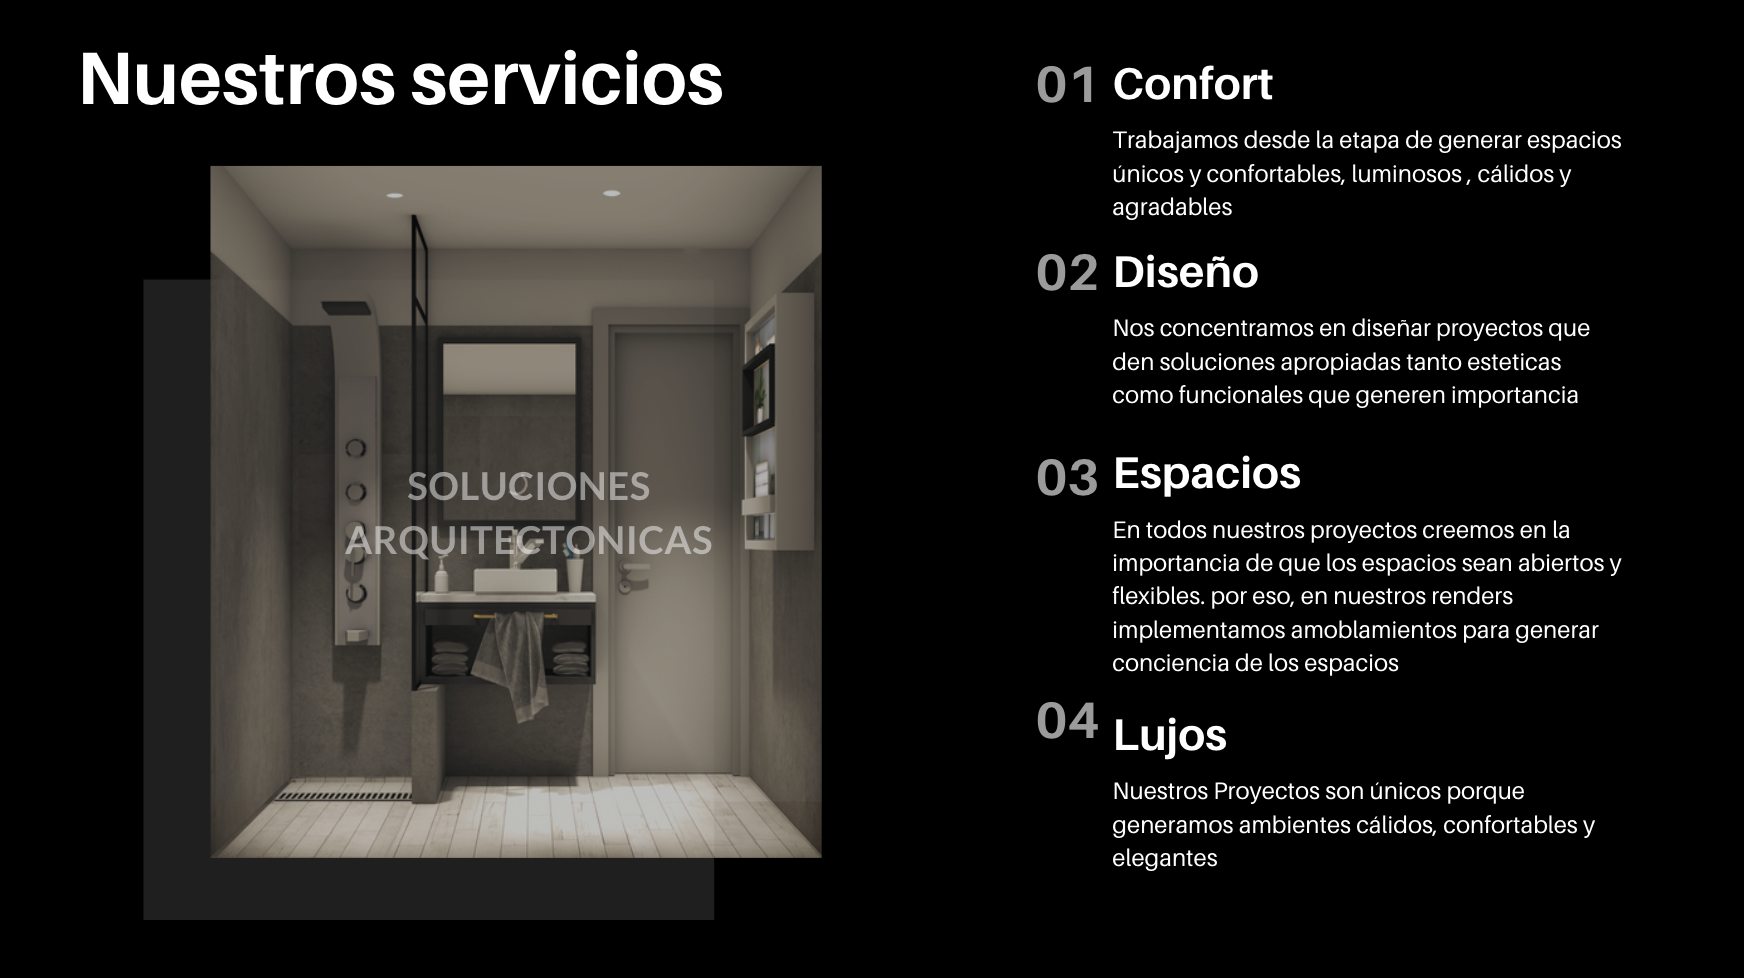 Nuestros servicios
SOLUCIONES
ARQUITECTONICAS
01 Confort
Trabajamos desde la etapa de generar espacios
únicos y confortables, luminosos , cálidos y
agradables
02 Diseño
Nos concentramos en diseñar proyectos que
den soluciones apropiadas tanto esteticas
como funcionales que generen importancia
03 Espacios
En todos nuestros proyectos creemos en la
importancia de que los espacios sean abiertos y
flexibles. por eso, en nuestros renders
implementamos amoblamientos para generar
conciencia de los espacios
04 Lujos
Nuestros Proyectos son únicos porque
generamos ambientes cálidos, confortables y
elegantes